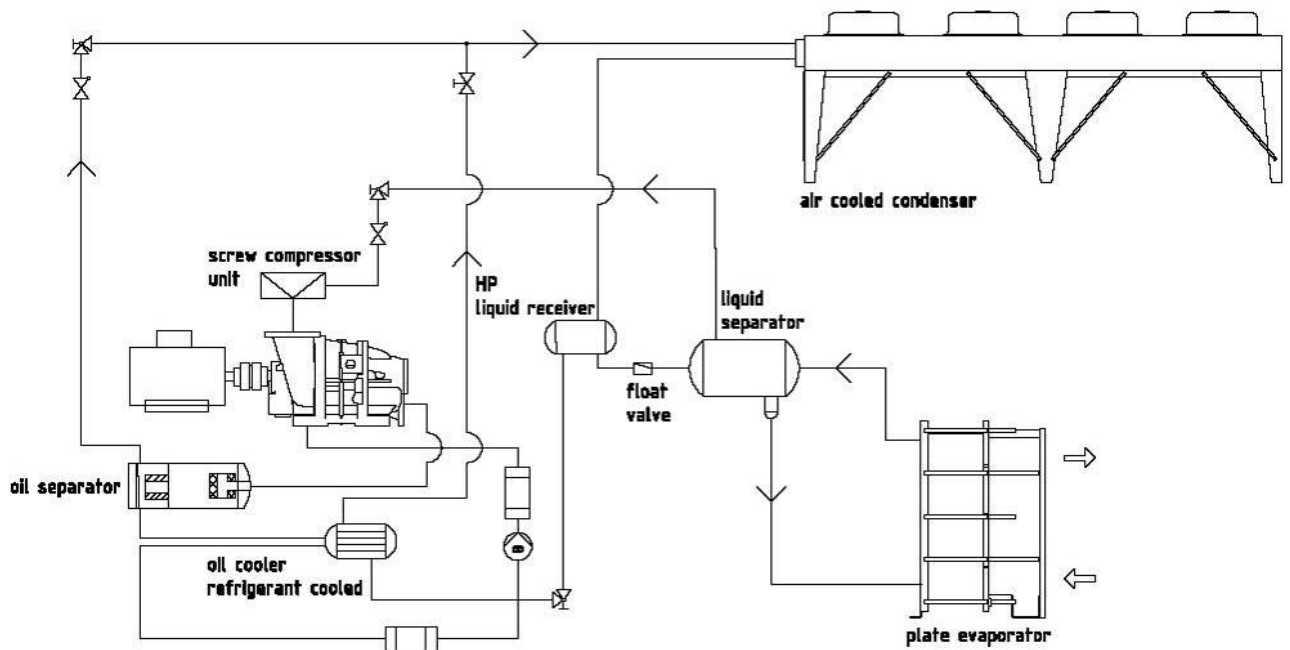 air cooled condenser
screw compressor
unit
HP
liquid receiver
liquid
separator
float
valve
oil separator
oil cooler
refrigerant cooled
plate evaporator